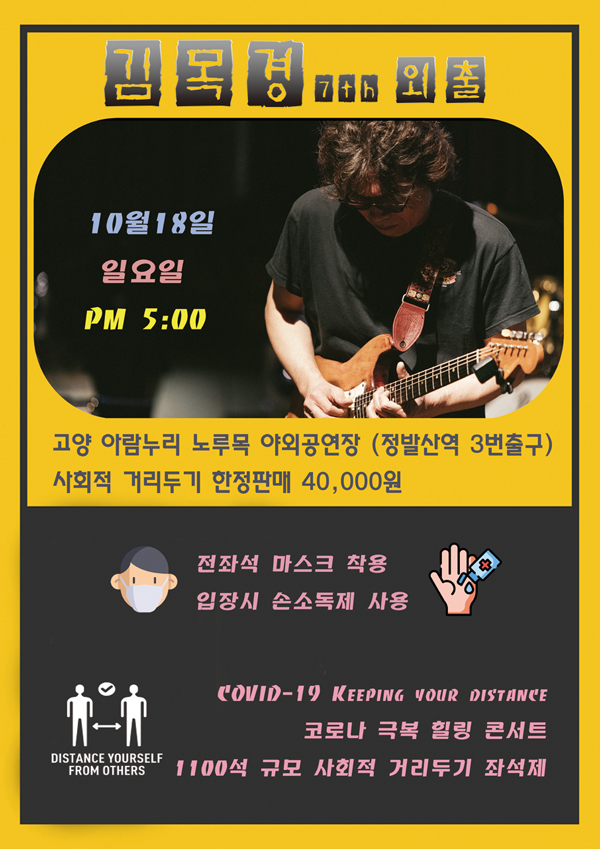 김목경 7th 외출
10월18일
일요일
PM 5:00
고양 아람누리 노루목 야외공연장 (정발산역 3번출구)
사회적 거리두기 한정판매 40,000원
전좌석 마스크 착용
입장시 손소독제 사용
COVID-19 KEEPING YOUR DISTANCE
코로나 극복 힐링 콘서트
DISTANCE YOURSELF
FROM OTHERS
1100석 규모 사회적 거리두기 좌석제